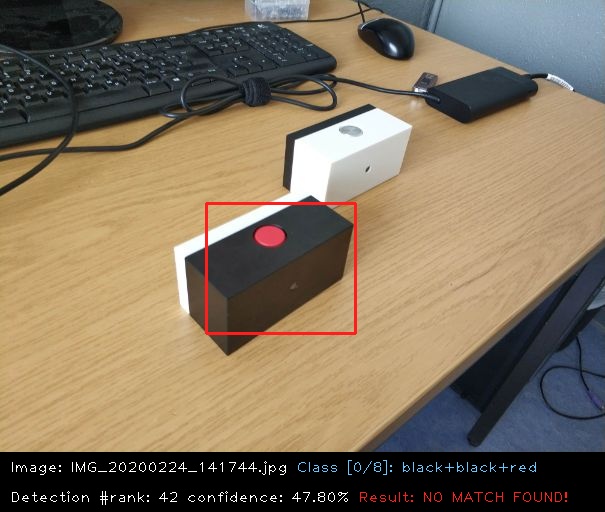 Image: IMG_20200224_141744.jpg Class [0/8]: black+black+red
Detection #rank: 42 confidence: 47.80% Result: NO MATCH FOUND!